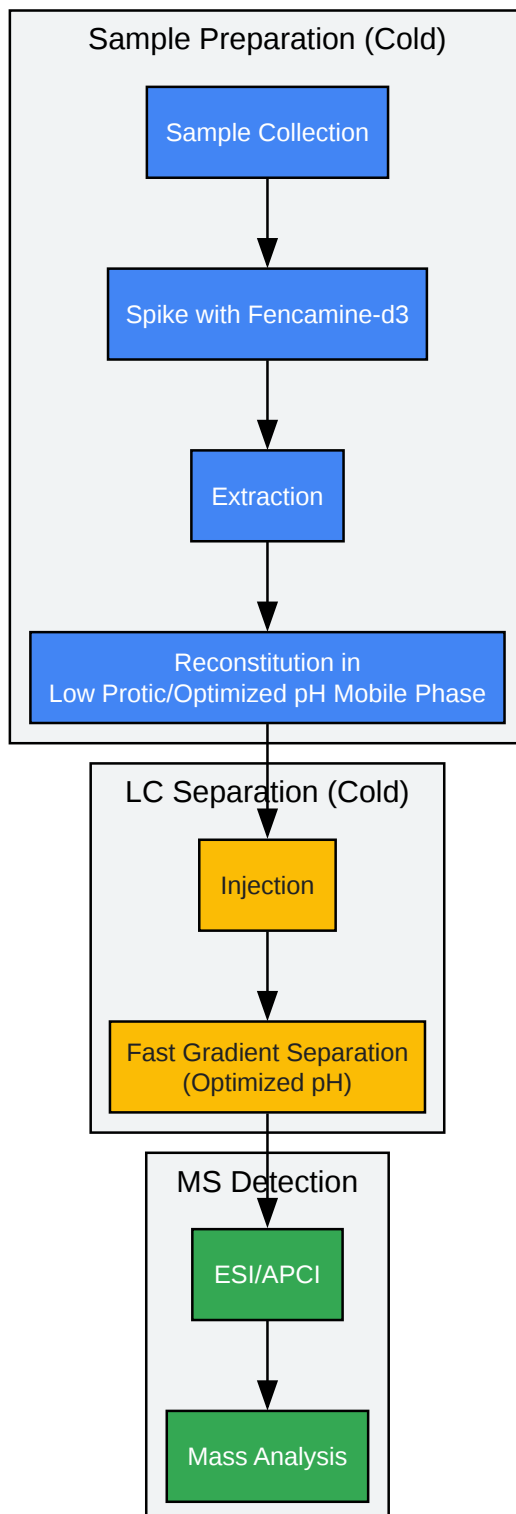 Sample Preparation (Cold)
Sample Collection
Spike with Fencamine-d3
Extraction
Reconstitution in
Low Protic/Optimized pH Mobile Phase
LC Separation (Cold)
Injection
Fast Gradient Separation
(Optimized pH)
MS Detection
ESI/APCI
Mass Analysis